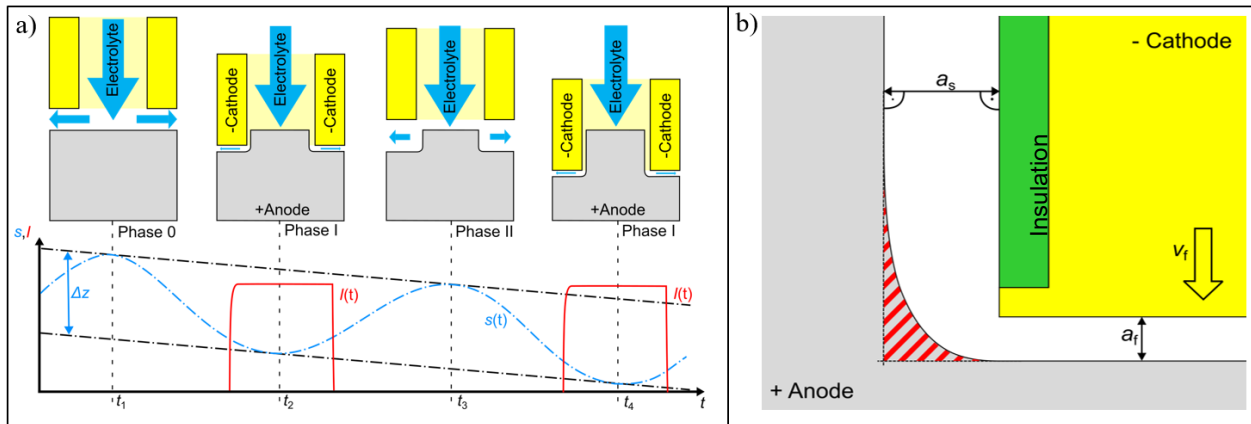 a)
Electrolyte
Electrolyte
-Cathode
-Cathode
Electrolyte
Electrolyte
-Cathode
-Cathode
+Anode
+Anode
Phase 0
Phase I
Phase II
Phase I
s,I
Δz
I(t)
s(t)
I(t)
t1
t2
t3
t4
t
b)
- Cathode
as
Insulation
vf
af
+ Anode